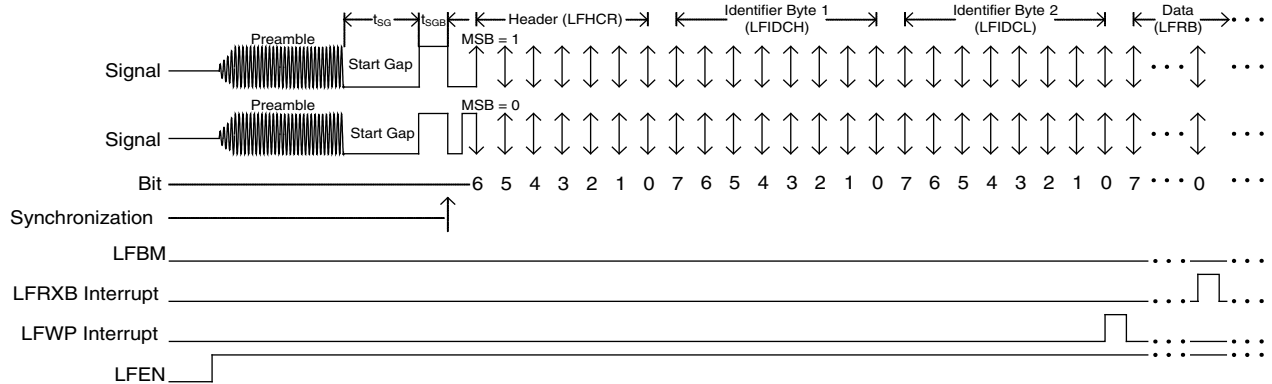 tSG
tSGB
Header (LFHCR)
Identifier Byte 1
(LFIDCH)
Identifier Byte 2
(LFIDCL)
Data
(LFRB)
Preamble
MSB = 1
Signal
Start Gap
Preamble
MSB = 0
Signal
Start Gap
Bit 6 5 4 3 2 1 0 7 6 5 4 3 2 1 0 7 6 5 4 3 2 1 0 7 0
Synchronization
LFBM
LFRXB Interrupt
LFWP Interrupt
LFEN